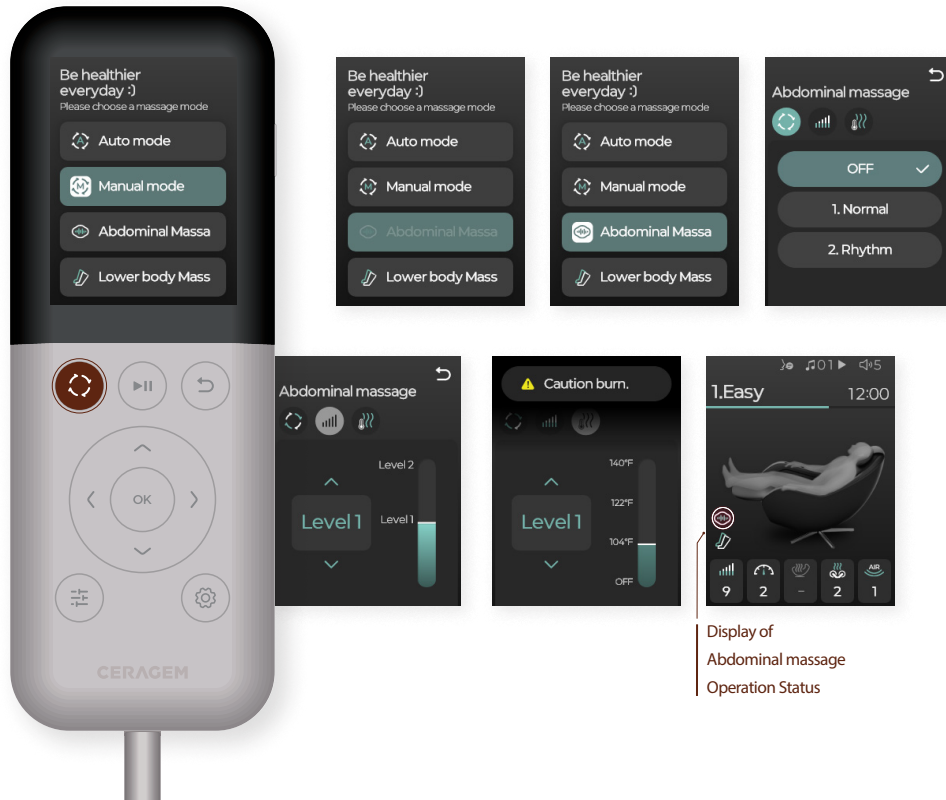 Be healthier
everyday :)
Please choose a massage mode
A Auto mode
M Manual mode
Abdominal Massa
Lower body Mass
OK
CERAGEM
Be healthier
everyday :)
Please choose a massage mode
A Auto mode
M Manual mode
Abdominal Massa
Lower body Mass
Be healthier
everyday :)
Please choose a massage mode
A Auto mode
M Manual mode
Abdominal Massa
Lower body Mass
Abdominal massage
OFF
1. Normal
2. Rhythm
Abdominal massage
Level 2
Level 1
Level 1
Caution burn.
140°F
122°F
Level 1
104°F
OFF
01 5
1.Easy 12:00
AIR
9 2 - 2 1
Display of
Abdominal massage
Operation Status